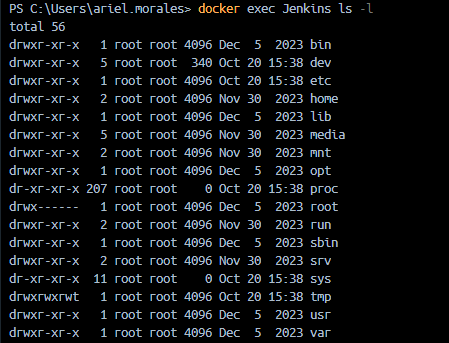 PS C:\Users\ariel.morales> docker exec Jenkins ls -l
total 56
drwxr-xr-x   1 root root 4096 Dec  5  2023 bin
drwxr-xr-x   5 root root  340 Oct 20 15:38 dev
drwxr-xr-x   1 root root 4096 Oct 20 15:38 etc
drwxr-xr-x   2 root root 4096 Nov 30  2023 home
drwxr-xr-x   1 root root 4096 Dec  5  2023 lib
drwxr-xr-x   5 root root 4096 Nov 30  2023 media
drwxr-xr-x   2 root root 4096 Nov 30  2023 mnt
drwxr-xr-x   1 root root 4096 Dec  5  2023 opt
dr-xr-xr-x 207 root root    0 Oct 20 15:38 proc
drwx------   1 root root 4096 Dec  5  2023 root
drwxr-xr-x   2 root root 4096 Nov 30  2023 run
drwxr-xr-x   1 root root 4096 Dec  5  2023 sbin
drwxr-xr-x   2 root root 4096 Nov 30  2023 srv
dr-xr-xr-x  11 root root    0 Oct 20 15:38 sys
drwxrwxrwt   1 root root 4096 Oct 20 15:38 tmp
drwxr-xr-x   1 root root 4096 Dec  5  2023 usr
drwxr-xr-x   1 root root 4096 Dec  5  2023 var